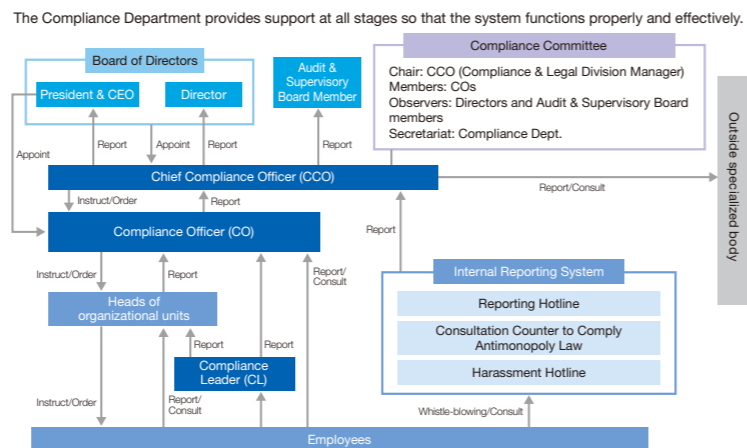 The Compliance Department provides support at all stages so that the system functions properly and effectively.
Board of Directors
President & CEO
Director
Audit &
Supervisory
Board Member
Compliance Committee
Chair: CCO (Compliance & Legal Division Manager)
Members: COs
Observers: Directors and Audit & Supervisory Board
members
Secretariat: Compliance Dept.
Outside specialized body
Appoint
Report
Appoint
Report
Report
Chief Compliance Officer (CCO)
Report/Consult
Instruct/Order
Report
Compliance Officer (CO)
Report
Instruct/Order
Report
Report/
Consult
Internal Reporting System
Heads of
organizational units
Reporting Hotline
Consultation Counter to Comply
Antimonopoly Law
Harassment Hotline
Report
Report
Compliance
Leader (CL)
Instruct/Order
Report/
Consult
Whistle-blowing/Consult
Employees